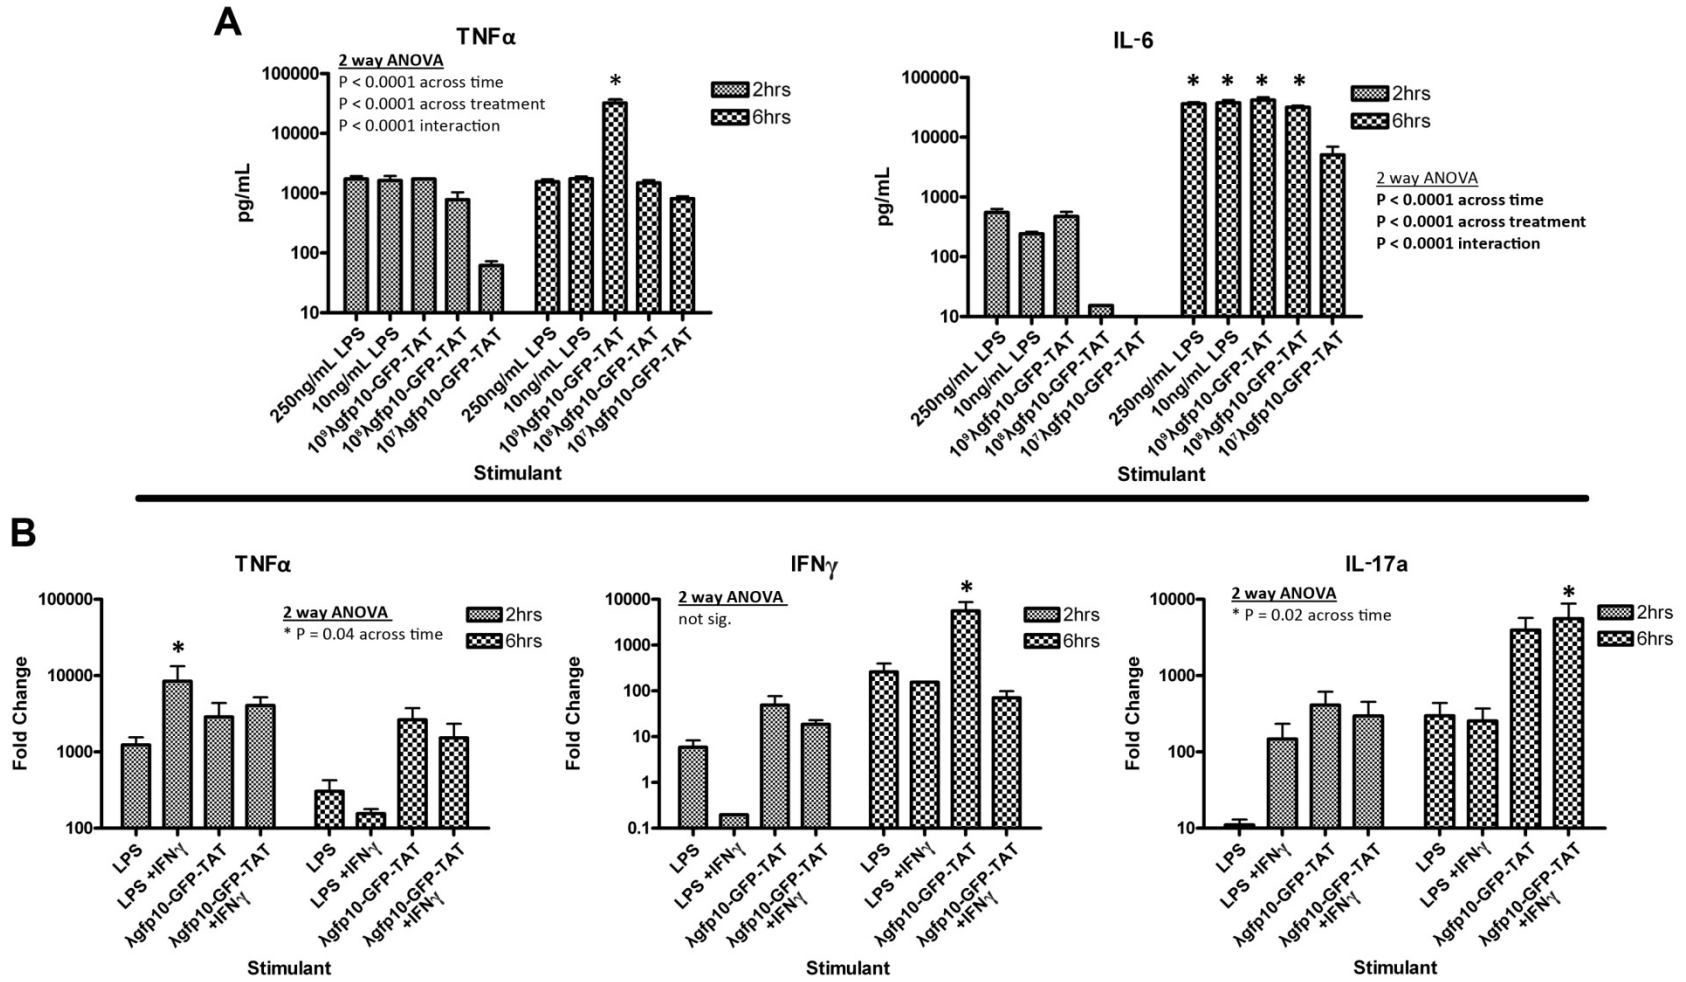 A
TNFα
2 way ANOVA
P < 0.0001 across time
P < 0.0001 across treatment
P < 0.0001 interaction
2hrs
6hrs
*
100000
10000
1000
100
10
pg/mL
250ng/mL LPS
10ng/mL LPS
10⁹λgfp10-GFP-TAT
10⁸λgfp10-GFP-TAT
10⁷λgfp10-GFP-TAT
250ng/mL LPS
10ng/mL LPS
10⁹λgfp10-GFP-TAT
10⁸λgfp10-GFP-TAT
10⁷λgfp10-GFP-TAT
Stimulant
IL-6
* * * *
2hrs
6hrs
2 way ANOVA
P < 0.0001 across time
P < 0.0001 across treatment
P < 0.0001 interaction
100000
10000
1000
100
10
pg/mL
250ng/mL LPS
10ng/mL LPS
10⁹λgfp10-GFP-TAT
10⁸λgfp10-GFP-TAT
10⁷λgfp10-GFP-TAT
250ng/mL LPS
10ng/mL LPS
10⁹λgfp10-GFP-TAT
10⁸λgfp10-GFP-TAT
10⁷λgfp10-GFP-TAT
Stimulant
B
TNFα
2 way ANOVA
* P = 0.04 across time
2hrs
6hrs
*
100000
10000
1000
100
Fold Change
LPS
LPS +IFNγ
λgfp10-GFP-TAT
λgfp10-GFP-TAT
+IFNγ
LPS
LPS +IFNγ
λgfp10-GFP-TAT
λgfp10-GFP-TAT
+IFNγ
Stimulant
IFNγ
2 way ANOVA
not sig.
*
2hrs
6hrs
10000
1000
100
10
1
0.1
Fold Change
LPS
LPS +IFNγ
λgfp10-GFP-TAT
λgfp10-GFP-TAT
+IFNγ
LPS
LPS +IFNγ
λgfp10-GFP-TAT
λgfp10-GFP-TAT
+IFNγ
Stimulant
IL-17a
2 way ANOVA
* P = 0.02 across time
*
2hrs
6hrs
10000
1000
100
10
Fold Change
LPS
LPS +IFNγ
λgfp10-GFP-TAT
λgfp10-GFP-TAT
+IFNγ
LPS
LPS +IFNγ
λgfp10-GFP-TAT
λgfp10-GFP-TAT
+IFNγ
Stimulant